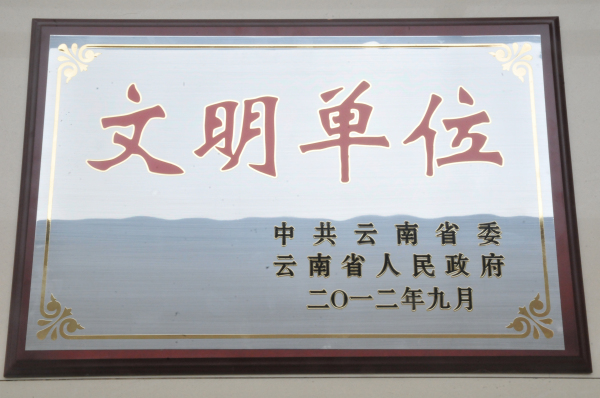 文明单位
中共云南省委
云南省人民政府
二〇一二年九月